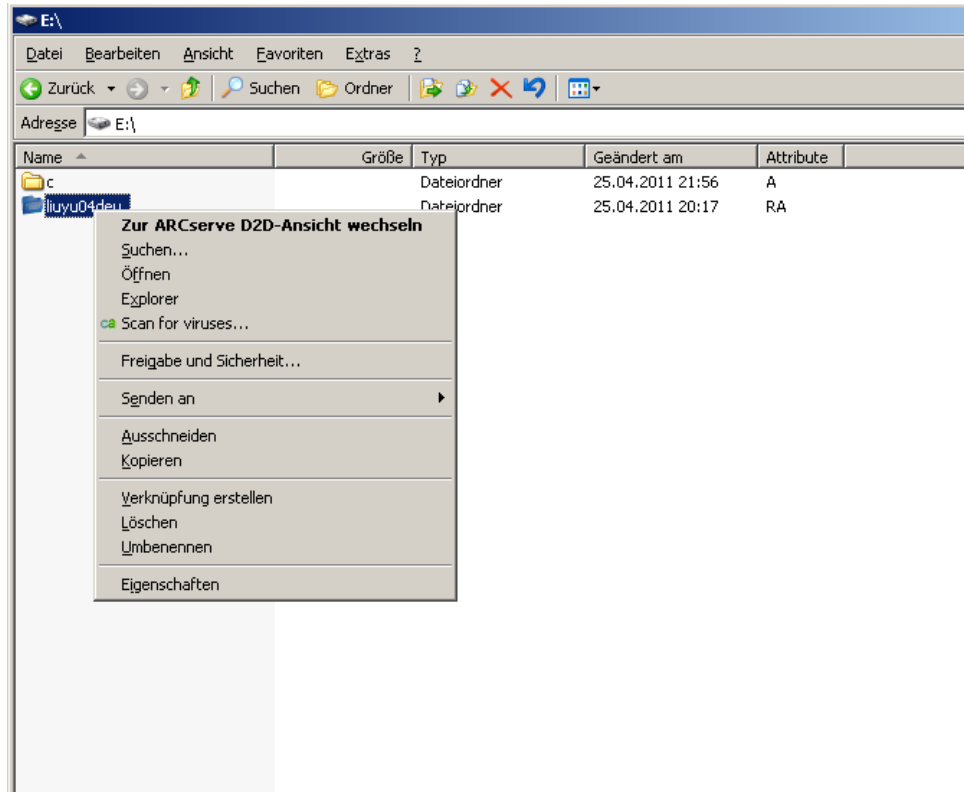 E:\
Datei Bearbeiten Ansicht Favoriten Extras ?
Zurück Suchen Ordner
Adresse E:\
Name Größe Typ Geändert am Attribute
c Dateiordner 25.04.2011 21:56 A
liuyu04deu Dateiordner 25.04.2011 20:17 RA
Zur ARCserve D2D-Ansicht wechseln
Suchen...
Öffnen
Explorer
ca Scan for viruses...
Freigabe und Sicherheit...
Senden an
Ausschneiden
Kopieren
Verknüpfung erstellen
Löschen
Umbenennen
Eigenschaften